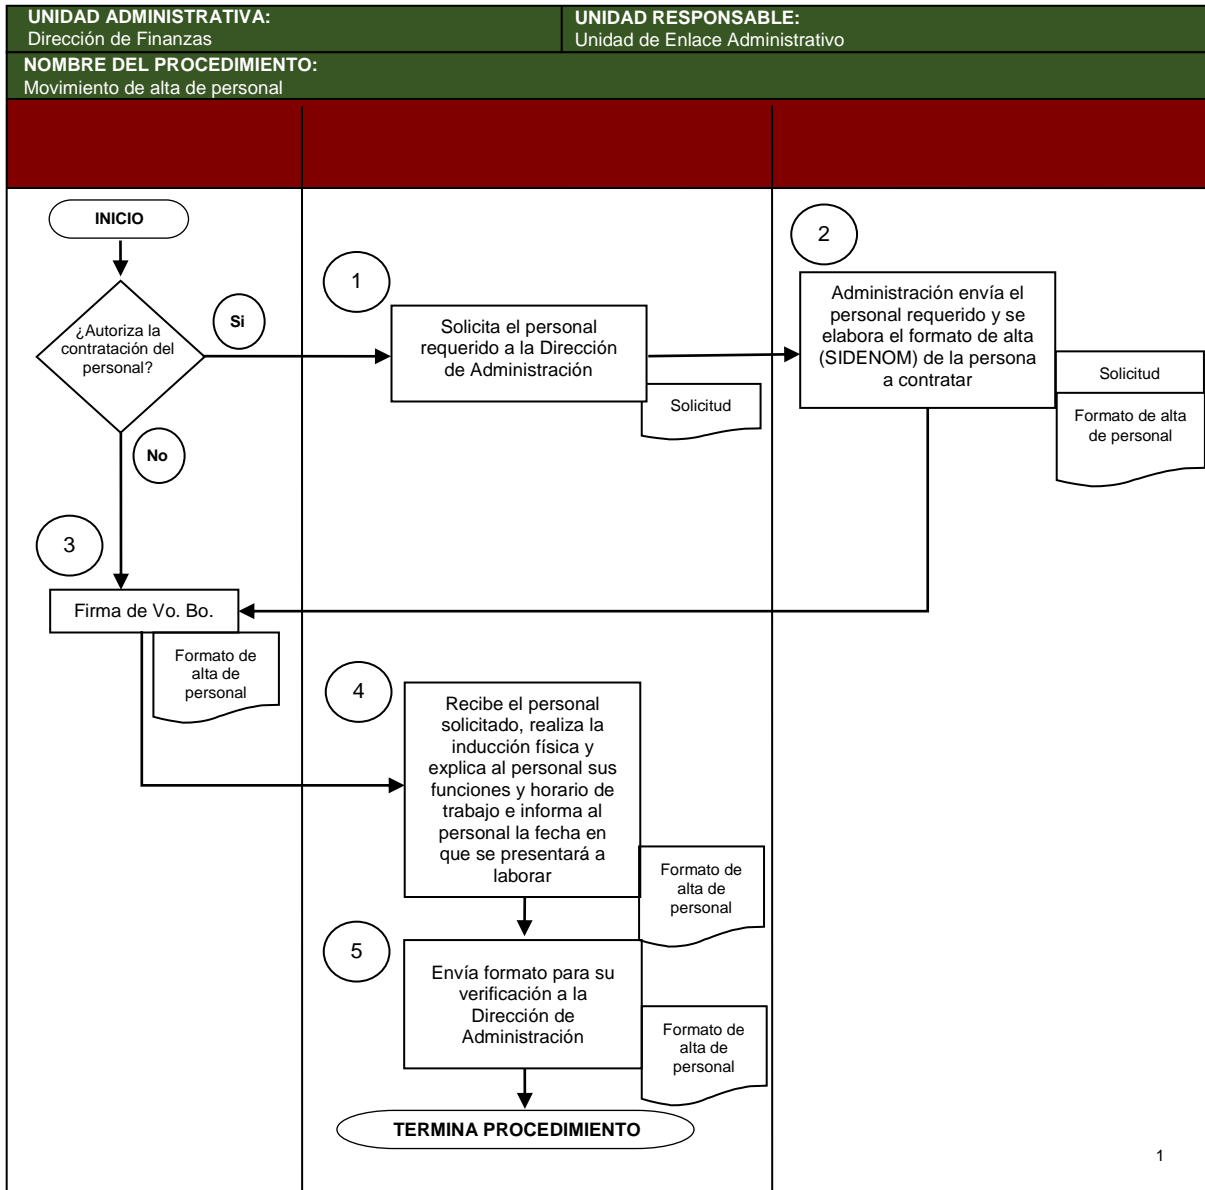 UNIDAD ADMINISTRATIVA:
Dirección de Finanzas
UNIDAD RESPONSABLE:
Unidad de Enlace Administrativo
NOMBRE DEL PROCEDIMIENTO:
Movimiento de alta de personal
INICIO
¿Autoriza la
contratación del
personal?
Si
No
1
Solicita el personal
requerido a la Dirección
de Administración
Solicitud
2
Administración envía el
personal requerido y se
elabora el formato de alta
(SIDENOM) de la persona
a contratar
Solicitud
Formato de alta
de personal
3
Firma de Vo. Bo.
Formato de
alta de
personal
4
Recibe el personal
solicitado, realiza la
inducción física y
explica al personal sus
funciones y horario de
trabajo e informa al
personal la fecha en
que se presentará a
laborar
Formato de
alta de
personal
5
Envía formato para su
verificación a la
Dirección de
Administración
Formato de
alta de
personal
TERMINA PROCEDIMIENTO
1